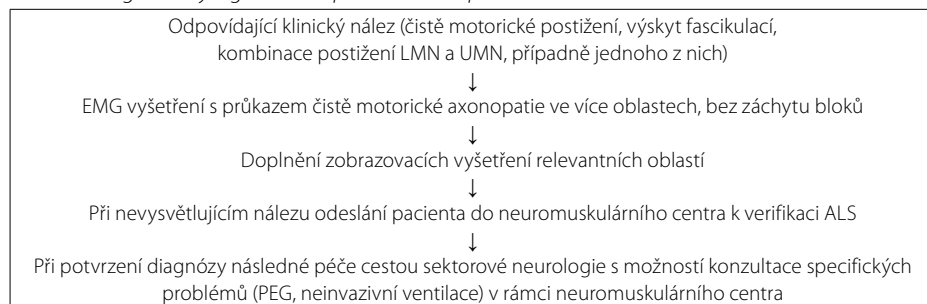 Odpovídající klinický nález (čistě motorické postižení, výskyt fascikulací,
kombinace postižení LMN a UMN, případně jednoho z nich)
↓
EMG vyšetření s průkazem čistě motorické axonopatie ve více oblastech, bez záchytu bloků
↓
Doplnění zobrazovacích vyšetření relevantních oblastí
↓
Při nevysvětlujícím nálezu odeslání pacienta do neuromuskulárního centra k verifikaci ALS
↓
Při potvrzení diagnózy následné péče cestou sektorové neurologie s možností konzultace specifických
problémů (PEG, neinvazivní ventilace) v rámci neuromuskulárního centra